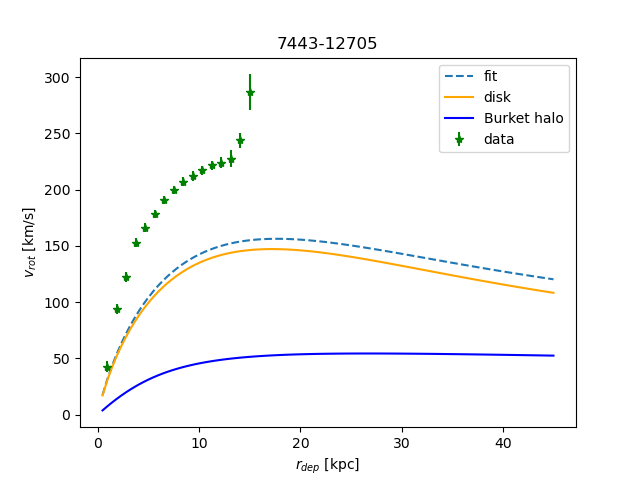 7443-12705
fit
disk
Burket halo
data
300
250
200
150
100
50
0
v_rot [km/s]
0 10 20 30 40
r_dep [kpc]